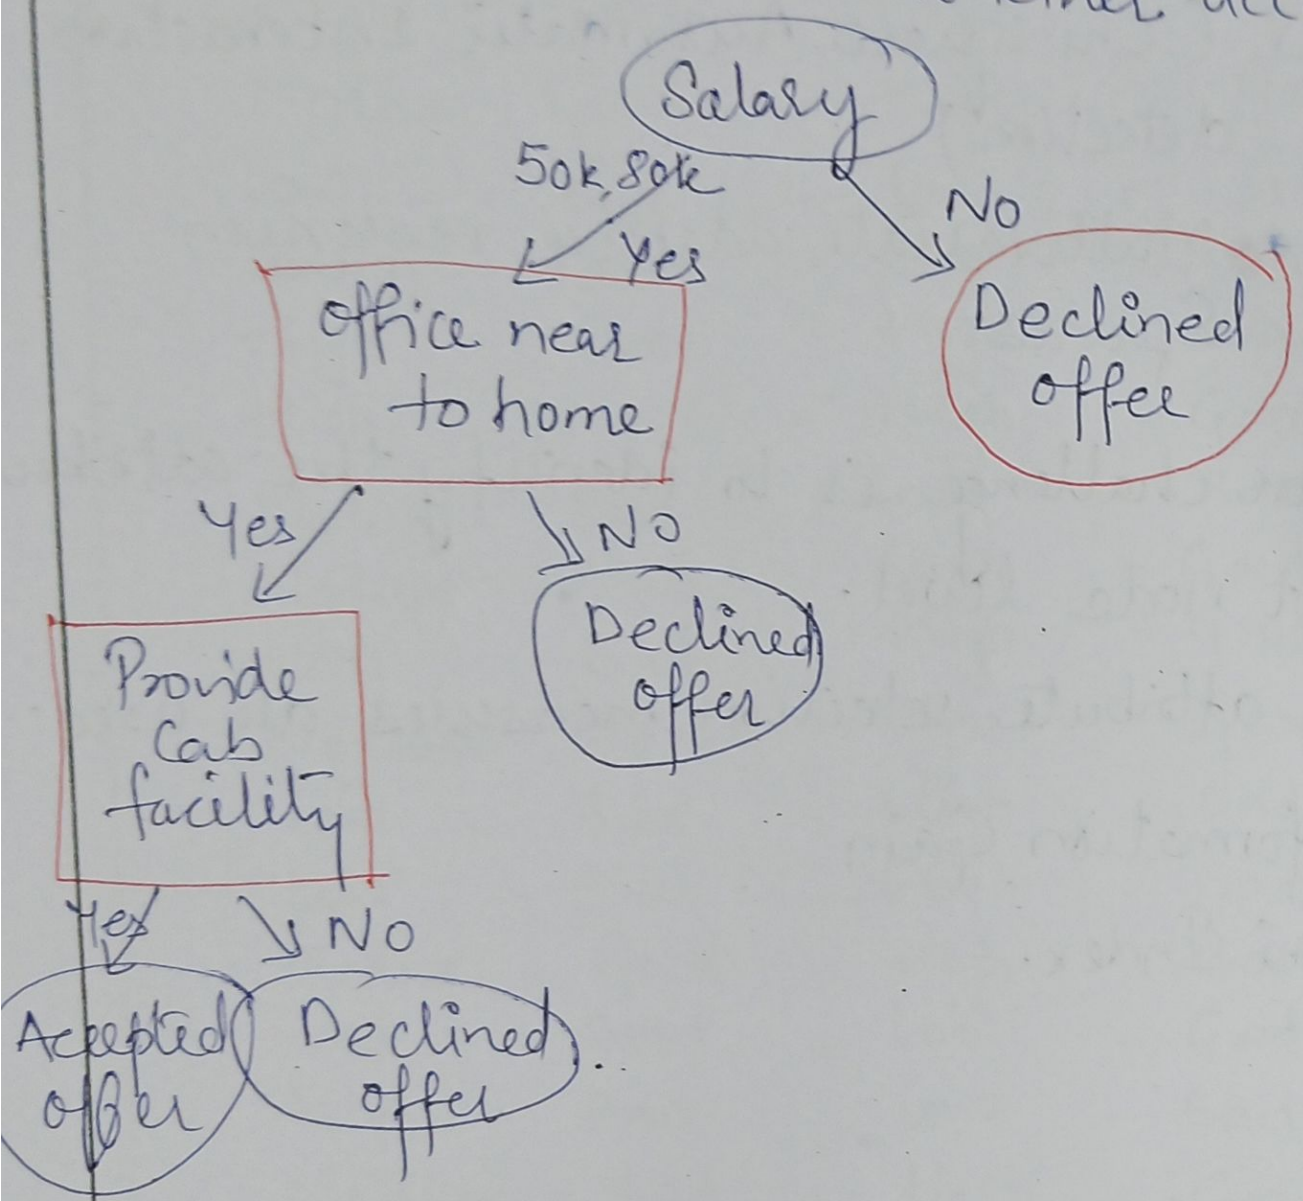 Salary
50k, 80k
Yes
No
Office near
to home
Declined
offer
Yes
No
Provide
Cab
facility
Declined
offer
Yes
No
Accepted
offer
Declined
offer